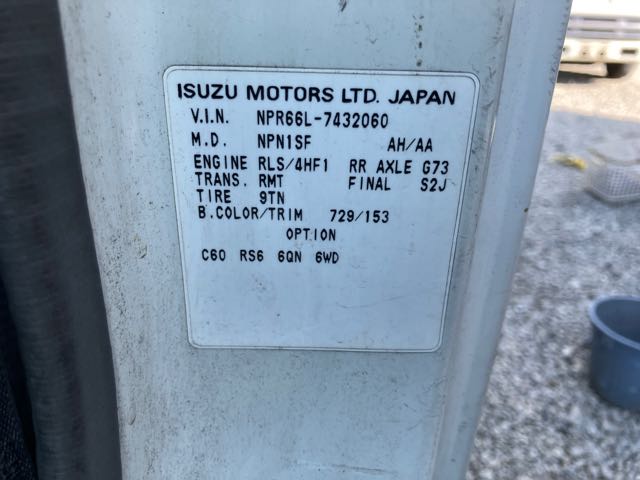 ISUZU MOTORS LTD. JAPAN
V.I.N. NPR66L-7432060
M.D. NPN1SF AH/AA
ENGINE RLS/4HF1 RR AXLE G73
TRANS. RMT FINAL S2J
TIRE 9TN
B.COLOR/TRIM 729/153
OPTION
C60 RS6 6QN 6WD